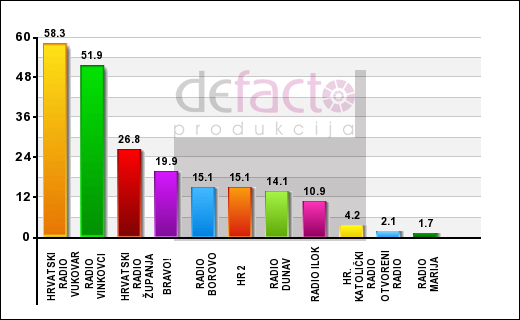 58.3
51.9
26.8
19.9
15.1
15.1
14.1
10.9
4.2
2.1
1.7
60
48
36
24
12
0
defacto
produkcija
HRVATSKI
RADIO
VUKOVAR
RADIO
VINKOVCI
HRVATSKI
RADIO
ŽUPANJA
BRAVO!
RADIO
BOROVO
HR 2
RADIO
DUNAV
RADIO ILOK
HR.
KATOLIČKI
RADIO
OTVORENI
RADIO
RADIO
MARIJA